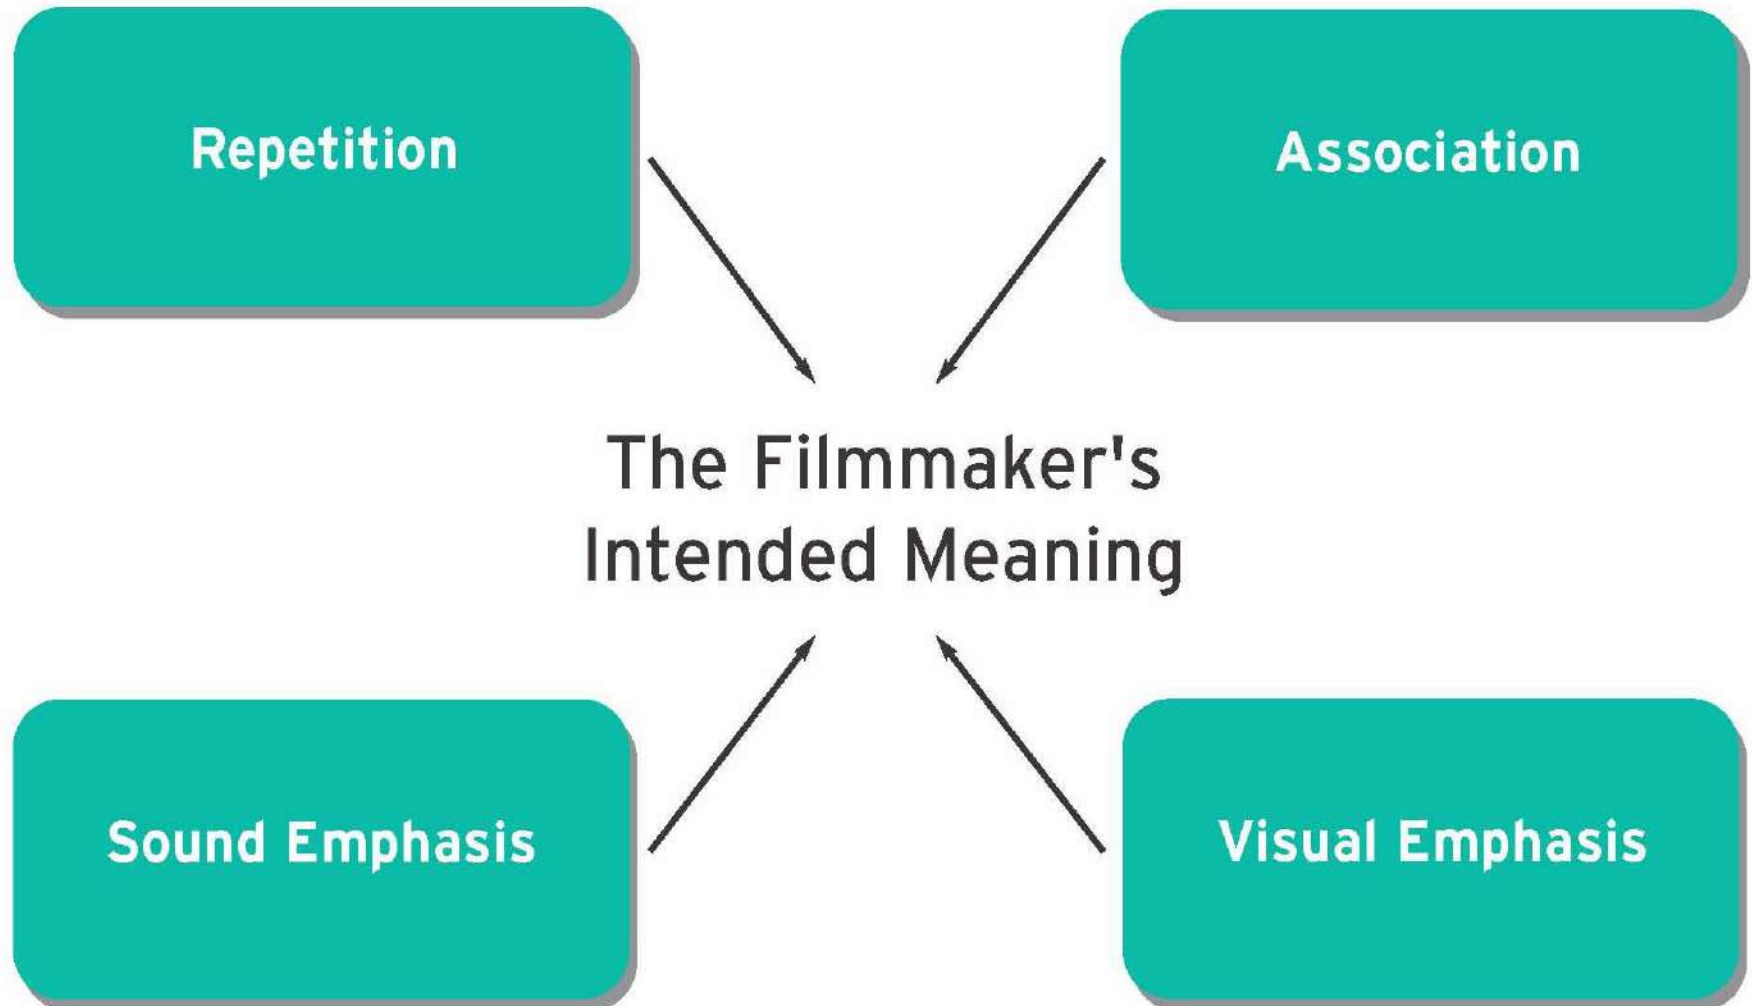 Repetition
Association
The Filmmaker's
Intended Meaning
Sound Emphasis
Visual Emphasis